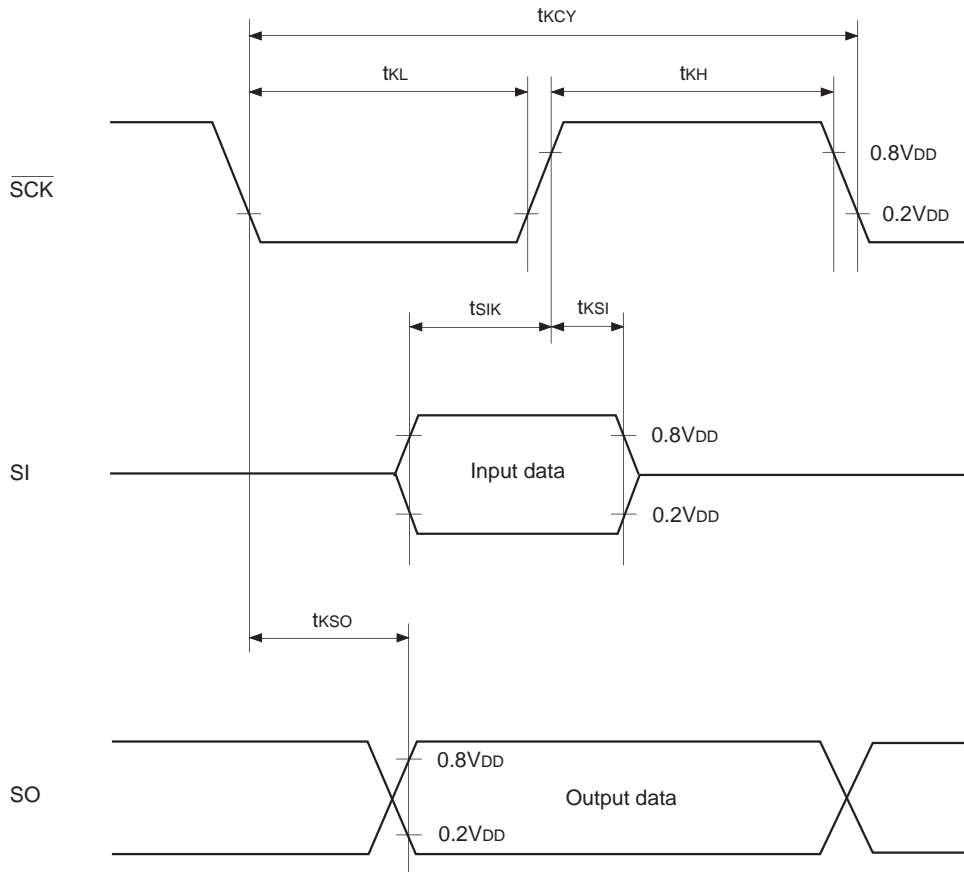 tKCY
tKL
tKH
SCK
0.8VDD
0.2VDD
tSIK
tKSI
SI
Input data
0.8VDD
0.2VDD
tKSO
SO
0.8VDD
0.2VDD
Output data